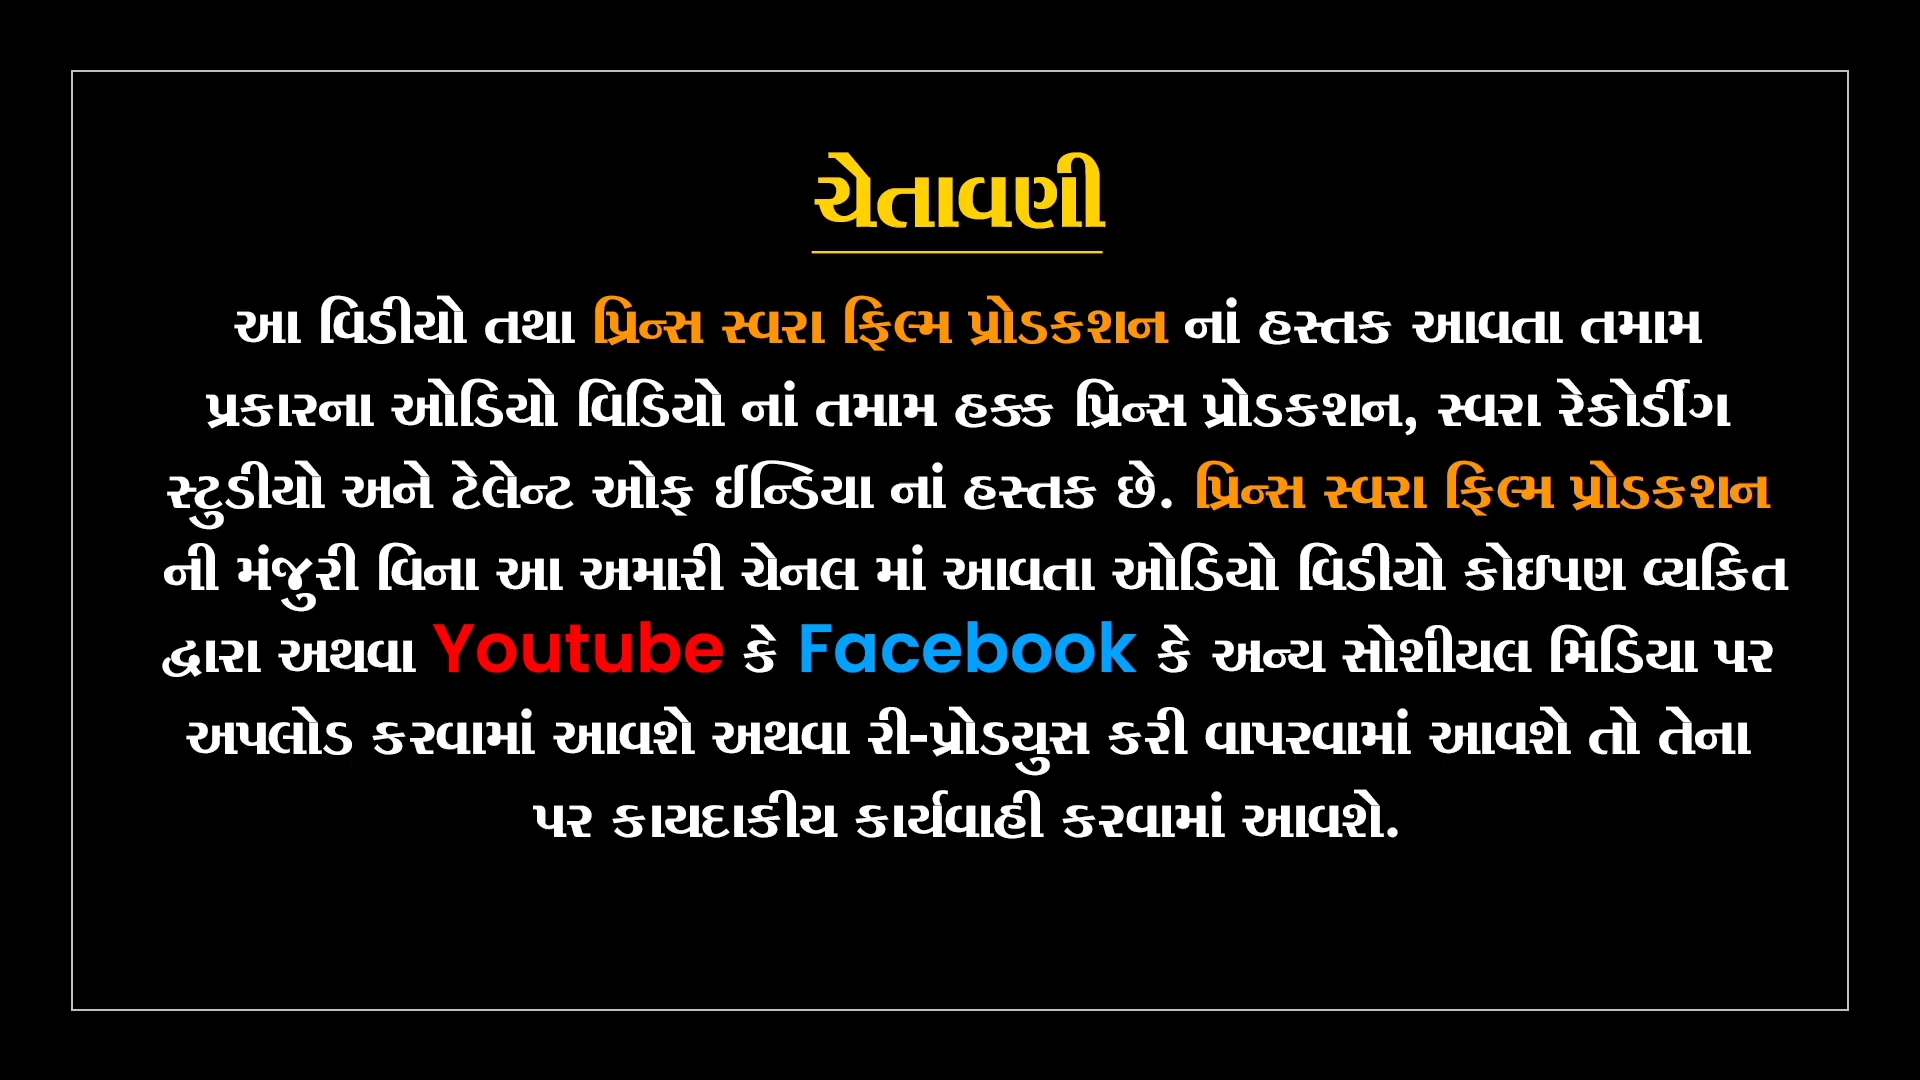 ચેતાવણી
આ વિડીયો તથા પ્રિન્સ સ્વરા ફિલ્મ પ્રોડકશન નાં હસ્તક આવતા તમામ
પ્રકારના ઓડિયો વિડિયો નાં તમામ હક્ક પ્રિન્સ પ્રોડકશન, સ્વરા રેકોર્ડીંગ
સ્ટુડીયો અને ટેલેન્ટ ઓફ ઈન્ડિયા નાં હસ્તક છે. પ્રિન્સ સ્વરા ફિલ્મ પ્રોડકશન
ની મંજુરી વિના આ અમારી ચેનલ માં આવતા ઓડિયો વિડીયો કોઇપણ વ્યકિત
દ્વારા અથવા Youtube કે Facebook કે અન્ય સોશીયલ મિડિયા પર
અપલોડ કરવામાં આવશે અથવા રી-પ્રોડયુસ કરી વાપરવામાં આવશે તો તેના
પર કાયદાકીય કાર્યવાહી કરવામાં આવશે.